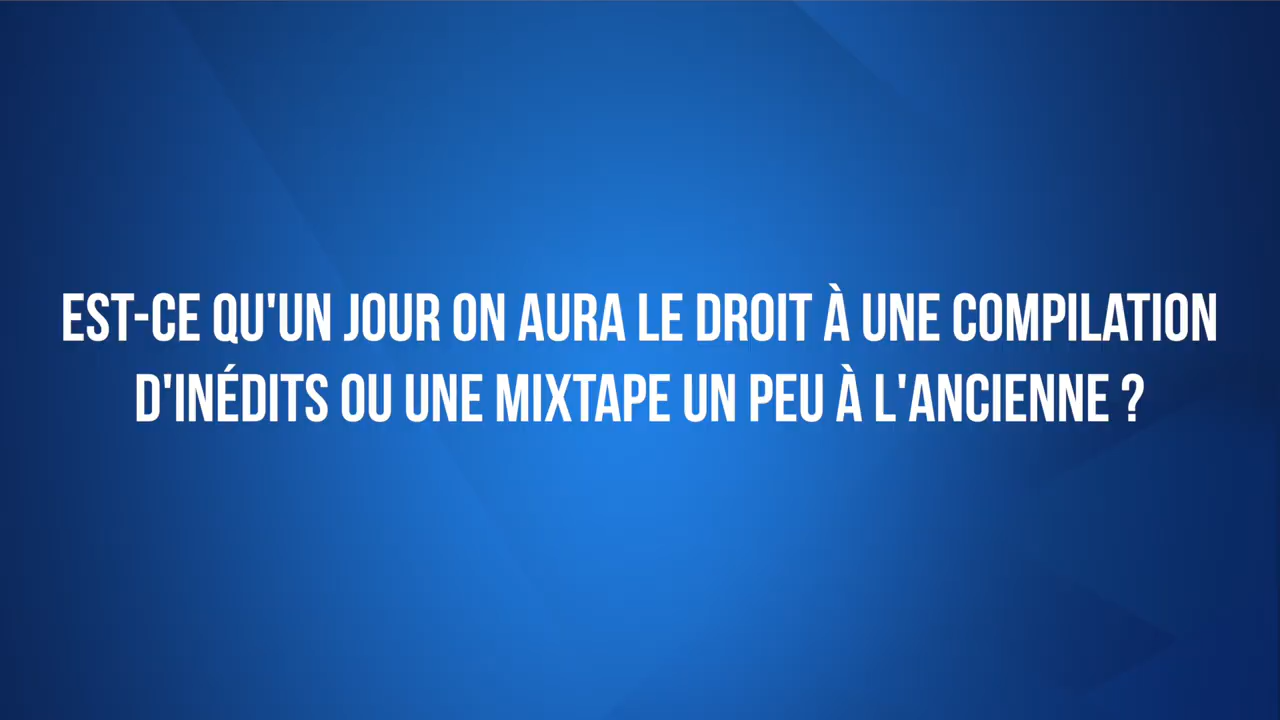 EST-CE QU'UN JOUR ON AURA LE DROIT À UNE COMPILATION
D'INÉDITS OU UNE MIXTAPE UN PEU À L'ANCIENNE ?